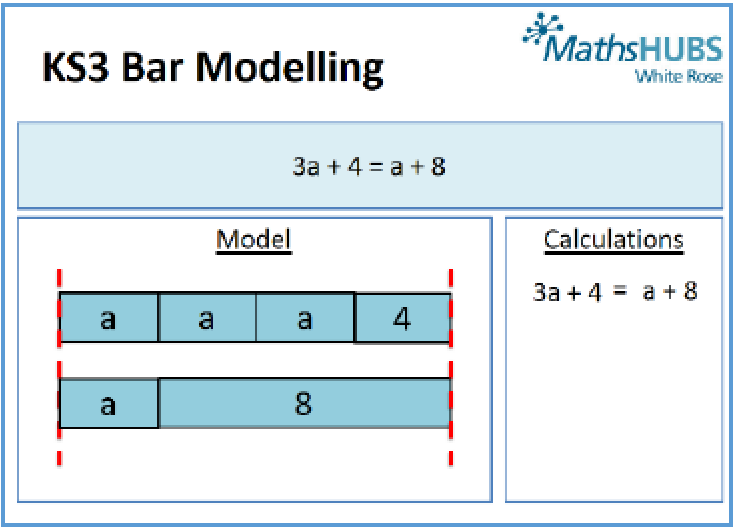 KS3 Bar Modelling
MathsHUBS
White Rose
3a + 4 = a + 8
Model
a a a 4
a 8
Calculations
3a + 4 = a + 8